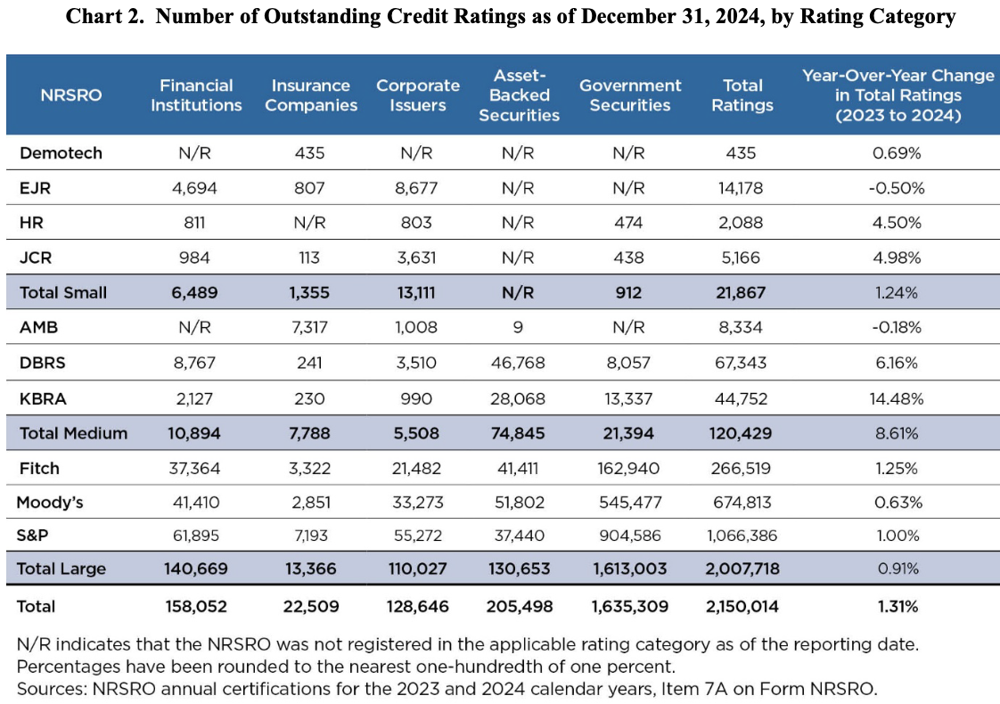 Chart 2. Number of Outstanding Credit Ratings as of December 31, 2024, by Rating Category
NRSRO Financial Institutions Insurance Companies Corporate Issuers Asset-Backed Securities Government Securities Total Ratings Year-Over-Year Change in Total Ratings (2023 to 2024)
Demotech N/R 435 N/R N/R N/R 435 0.69%
EJR 4,694 807 8,677 N/R N/R 14,178 -0.50%
HR 811 N/R 803 N/R 474 2,088 4.50%
JCR 984 113 3,631 N/R 438 5,166 4.98%
Total Small 6,489 1,355 13,111 N/R 912 21,867 1.24%
AMB N/R 7,317 1,008 9 N/R 8,334 -0.18%
DBRS 8,767 241 3,510 46,768 8,057 67,343 6.16%
KBRA 2,127 230 990 28,068 13,337 44,752 14.48%
Total Medium 10,894 7,788 5,508 74,845 21,394 120,429 8.61%
Fitch 37,364 3,322 21,482 41,411 162,940 266,519 1.25%
Moody's 41,410 2,851 33,273 51,802 545,477 674,813 0.63%
S&P 61,895 7,193 55,272 37,440 904,586 1,066,386 1.00%
Total Large 140,669 13,366 110,027 130,653 1,613,003 2,007,718 0.91%
Total 158,052 22,509 128,646 205,498 1,635,309 2,150,014 1.31%
N/R indicates that the NRSRO was not registered in the applicable rating category as of the reporting date.
Percentages have been rounded to the nearest one-hundredth of one percent.
Sources: NRSRO annual certifications for the 2023 and 2024 calendar years, Item 7A on Form NRSRO.